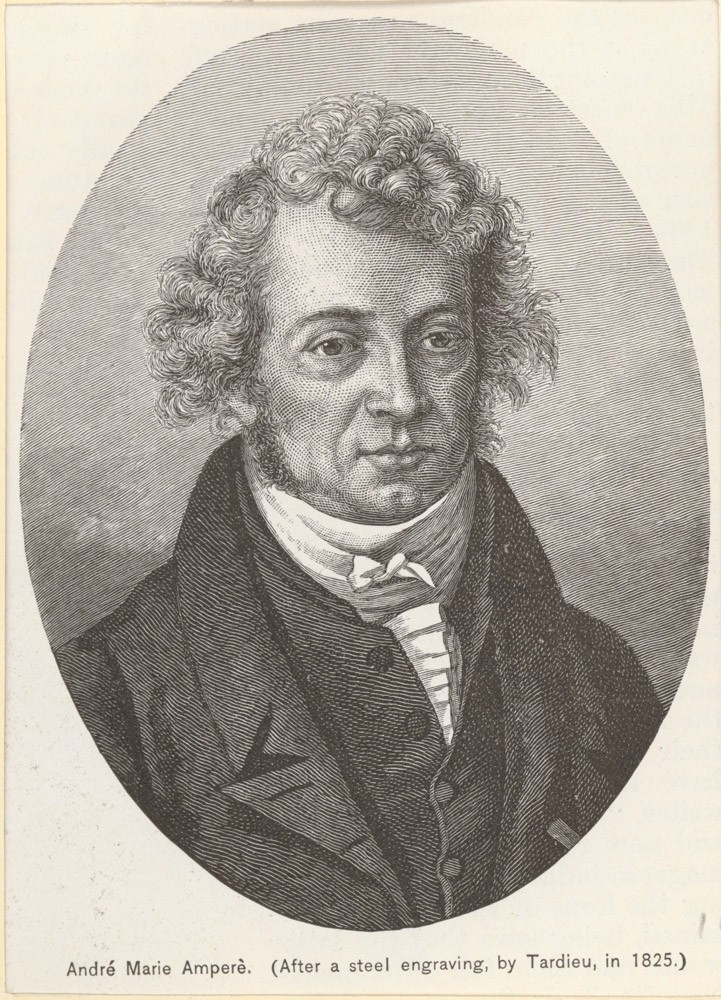 André Marie Amperè. (After a steel engraving, by Tardieu, in 1825.)